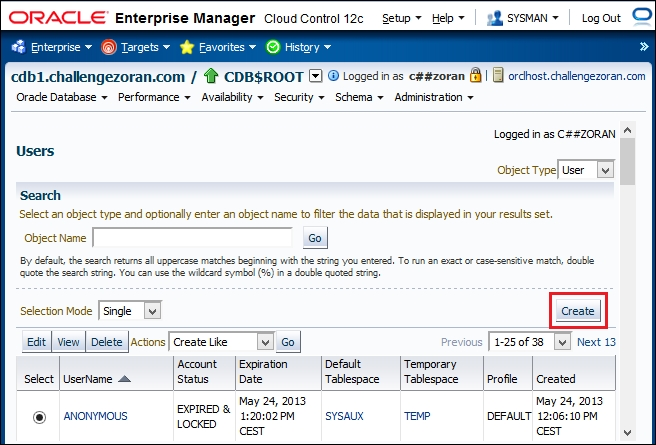 ORACLE Enterprise Manager Cloud Control 12c Setup Help SYSMAN Log Out
Enterprise Targets Favorites History
cdb1.challengezoran.com / CDB$ROOT Logged in as c##zoran orclhost.challengezoran.com
Oracle Database Performance Availability Security Schema Administration
Logged in as C##ZORAN
Users
Object Type User
Search
Select an object type and optionally enter an object name to filter the data that is displayed in your results set.
Object Name Go
By default, the search returns all uppercase matches beginning with the string you entered. To run an exact or case-sensitive match, double
quote the search string. You can use the wildcard symbol (%) in a double quoted string.
Selection Mode Single Create
Edit View Delete Actions Create Like Go Previous 1-25 of 38 Next 13
Select UserName Account Status Expiration Date Default Tablespace Temporary Tablespace Profile Created
ANONYMOUS EXPIRED & LOCKED May 24, 2013 1:20:02 PM CEST SYSAUX TEMP DEFAULT May 24, 2013 12:06:10 PM CEST